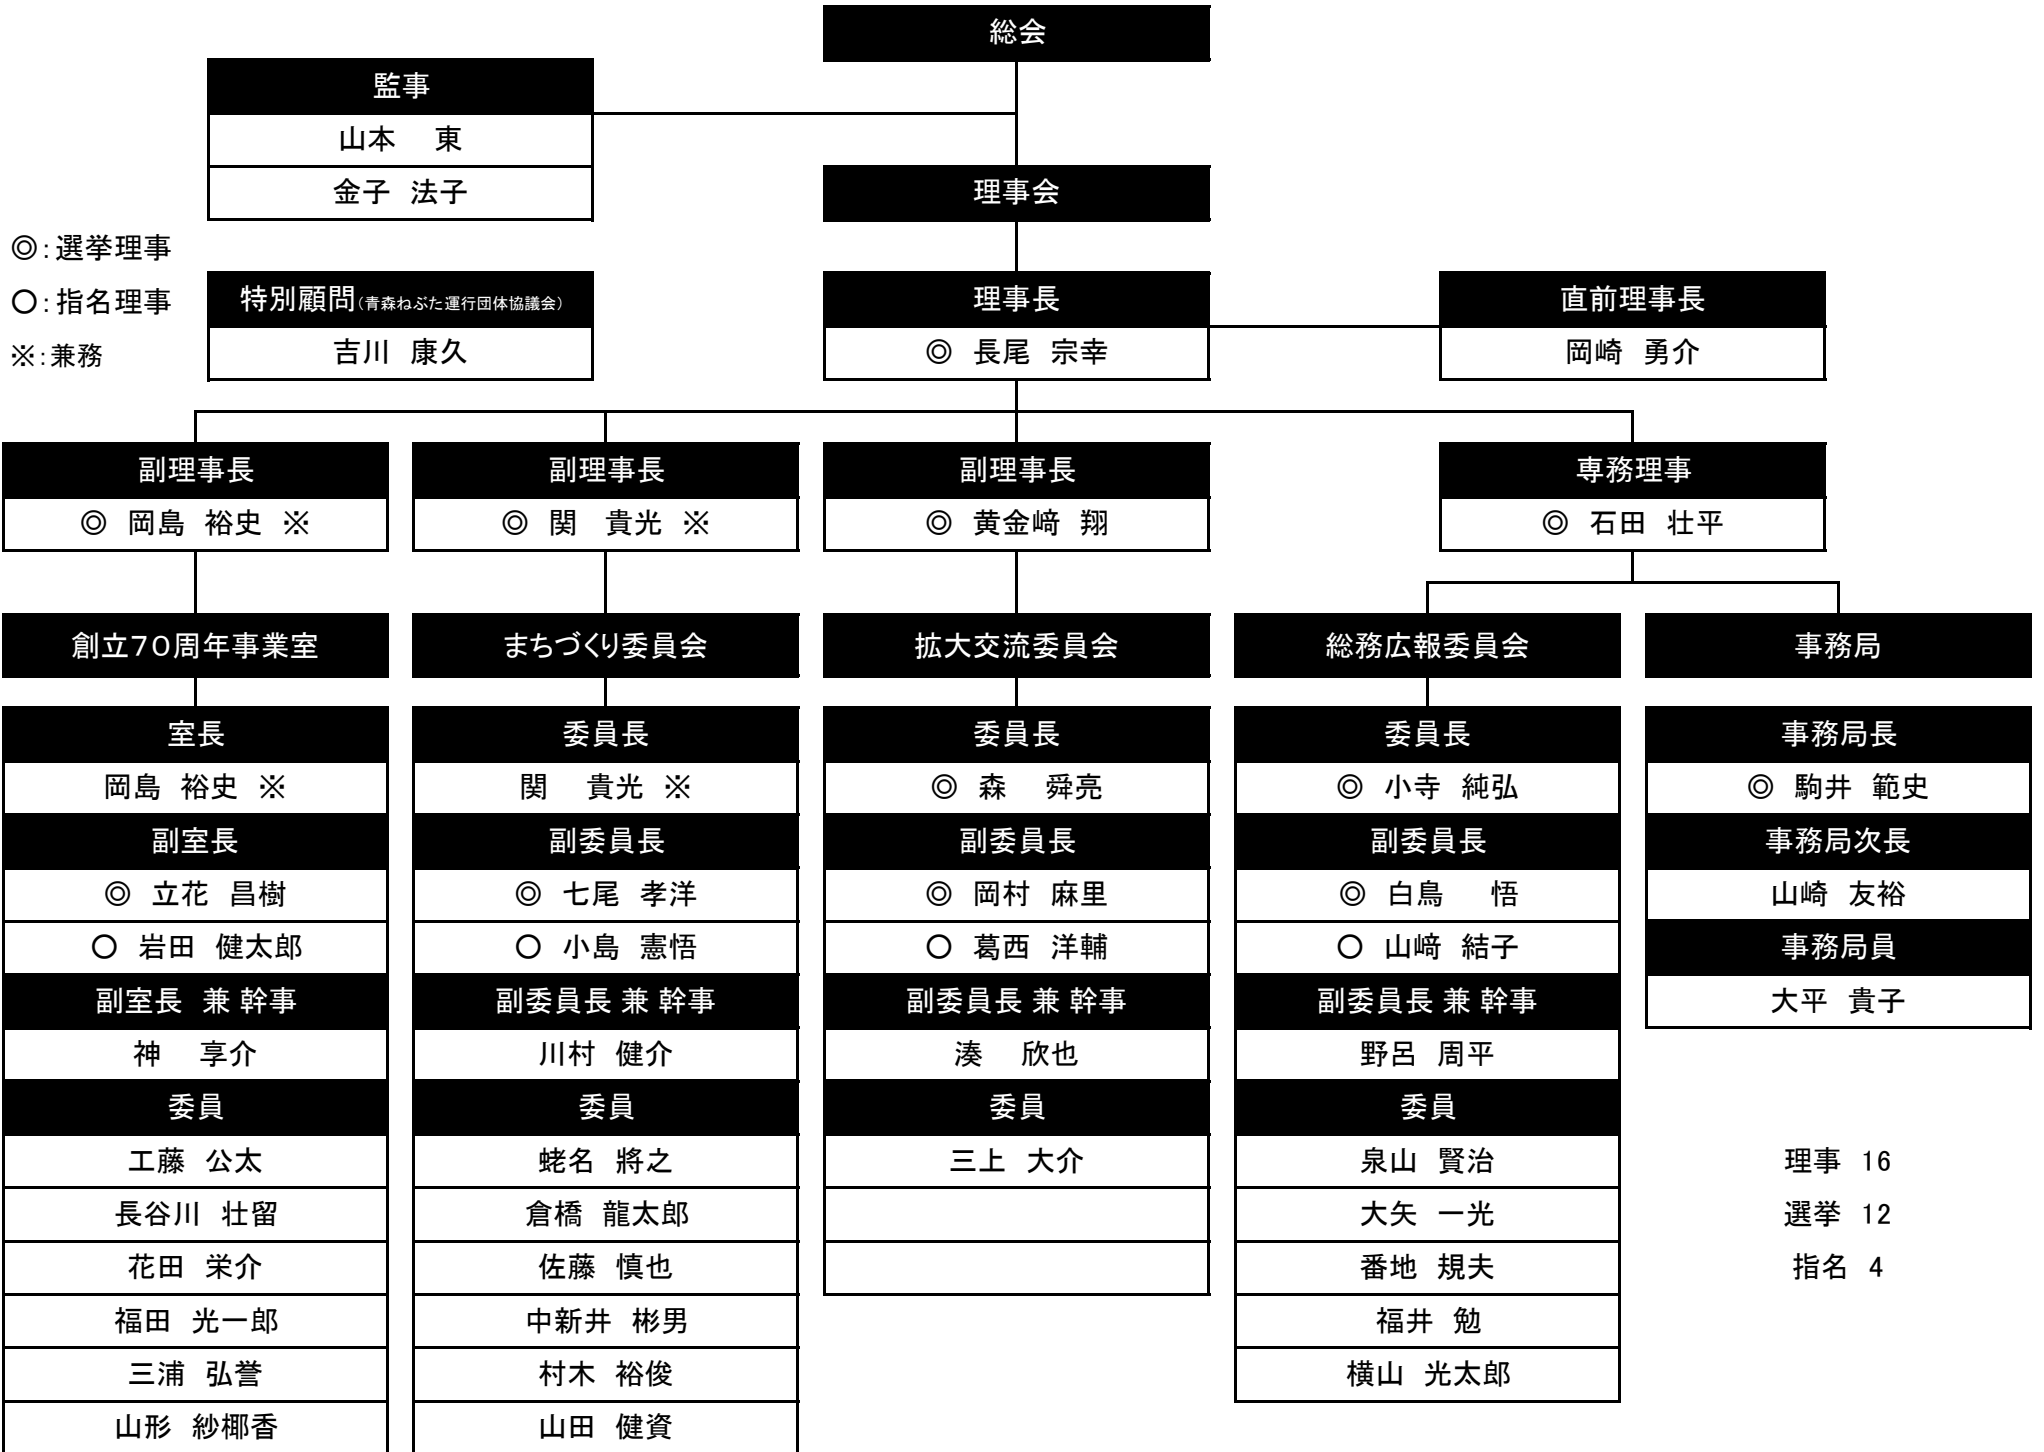 総会
監事
山本 東
金子 法子
理事会
◎：選挙理事
○：指名理事
※：兼務
特別顧問（青森ねぶた運行団体協議会）
吉川 康久
理事長
◎ 長尾 宗幸
直前理事長
岡崎 勇介
副理事長
◎ 岡島 裕史 ※
副理事長
◎ 関 貴光 ※
副理事長
◎ 黄金﨑 翔
専務理事
◎ 石田 壮平
創立７０周年事業室
室長
岡島 裕史 ※
副室長
◎ 立花 昌樹
○ 岩田 健太郎
副室長 兼 幹事
神 享介
委員
工藤 公太
長谷川 壮留
花田 栄介
福田 光一郎
三浦 弘誉
山形 紗椰香
まちづくり委員会
委員長
関 貴光 ※
副委員長
◎ 七尾 孝洋
○ 小島 憲悟
副委員長 兼 幹事
川村 健介
委員
蛯名 將之
倉橋 龍太郎
佐藤 慎也
中新井 彬男
村木 裕俊
山田 健資
拡大交流委員会
委員長
◎ 森 舜亮
副委員長
◎ 岡村 麻里
○ 葛西 洋輔
副委員長 兼 幹事
湊 欣也
委員
三上 大介
総務広報委員会
委員長
◎ 小寺 純弘
副委員長
◎ 白鳥 悟
○ 山﨑 結子
副委員長 兼 幹事
野呂 周平
委員
泉山 賢治
大矢 一光
番地 規夫
福井 勉
横山 光太郎
事務局
事務局長
◎ 駒井 範史
事務局次長
山崎 友裕
事務局員
大平 貴子
理事 16
選挙 12
指名 4